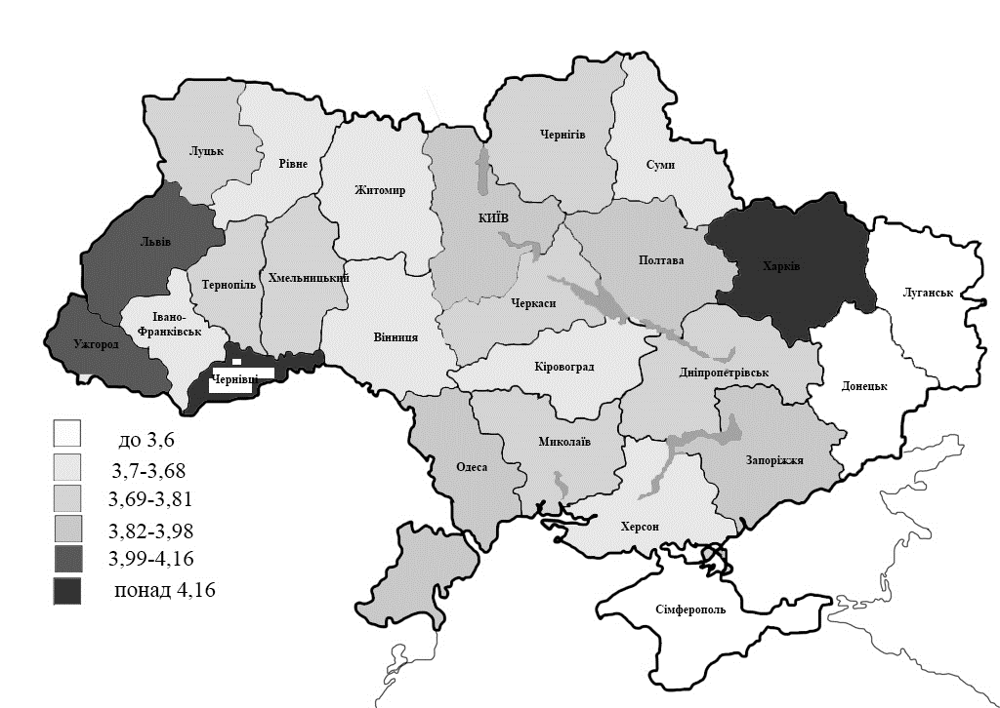 Чернігів
Луцьк
Рівне
Суми
Житомир
КИЇВ
Львів
Полтава
Харків
Хмельницький
Тернопіль
Луганськ
Черкаси
Івано-
Франківськ
Ужгород
Вінниця
Кіровоград
Дніпропетрівськ
Чернівці
Донецьк
до 3,6
Миколаїв
Запоріжжя
Одеса
3,7-3,68
3,69-3,81
Херсон
3,82-3,98
3,99-4,16
понад 4,16
Сімферополь